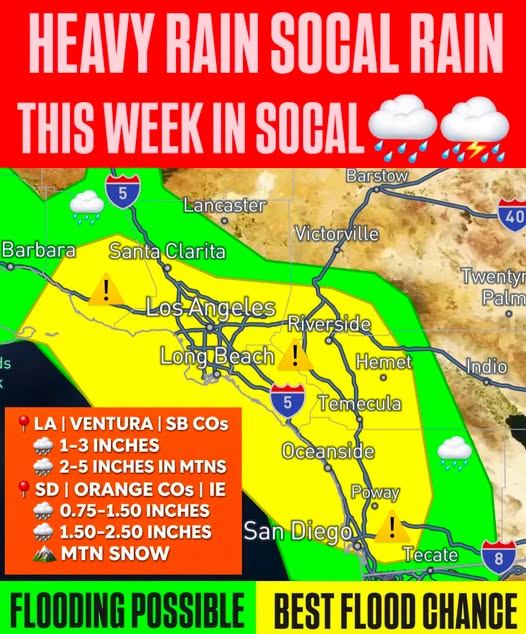 HEAVY RAIN SOCAL RAIN
THIS WEEK IN SOCAL
Barstow
5
Lancaster
40
Victorville
Barbara
Santa Clarita
Twentyn
Palm
Los Angeles
Riverside
ds
Long Beach
Hemet
Indio
k
5
Temecula
LA | VENTURA | SB COs
1-3 INCHES
Oceanside
2-5 INCHES IN MTNS
SD | ORANGE COs | IE
0.75-1.50 INCHES
Poway
1.50-2.50 INCHES
San Diego
MTN SNOW
Tecate
8
FLOODING POSSIBLE
BEST FLOOD CHANCE